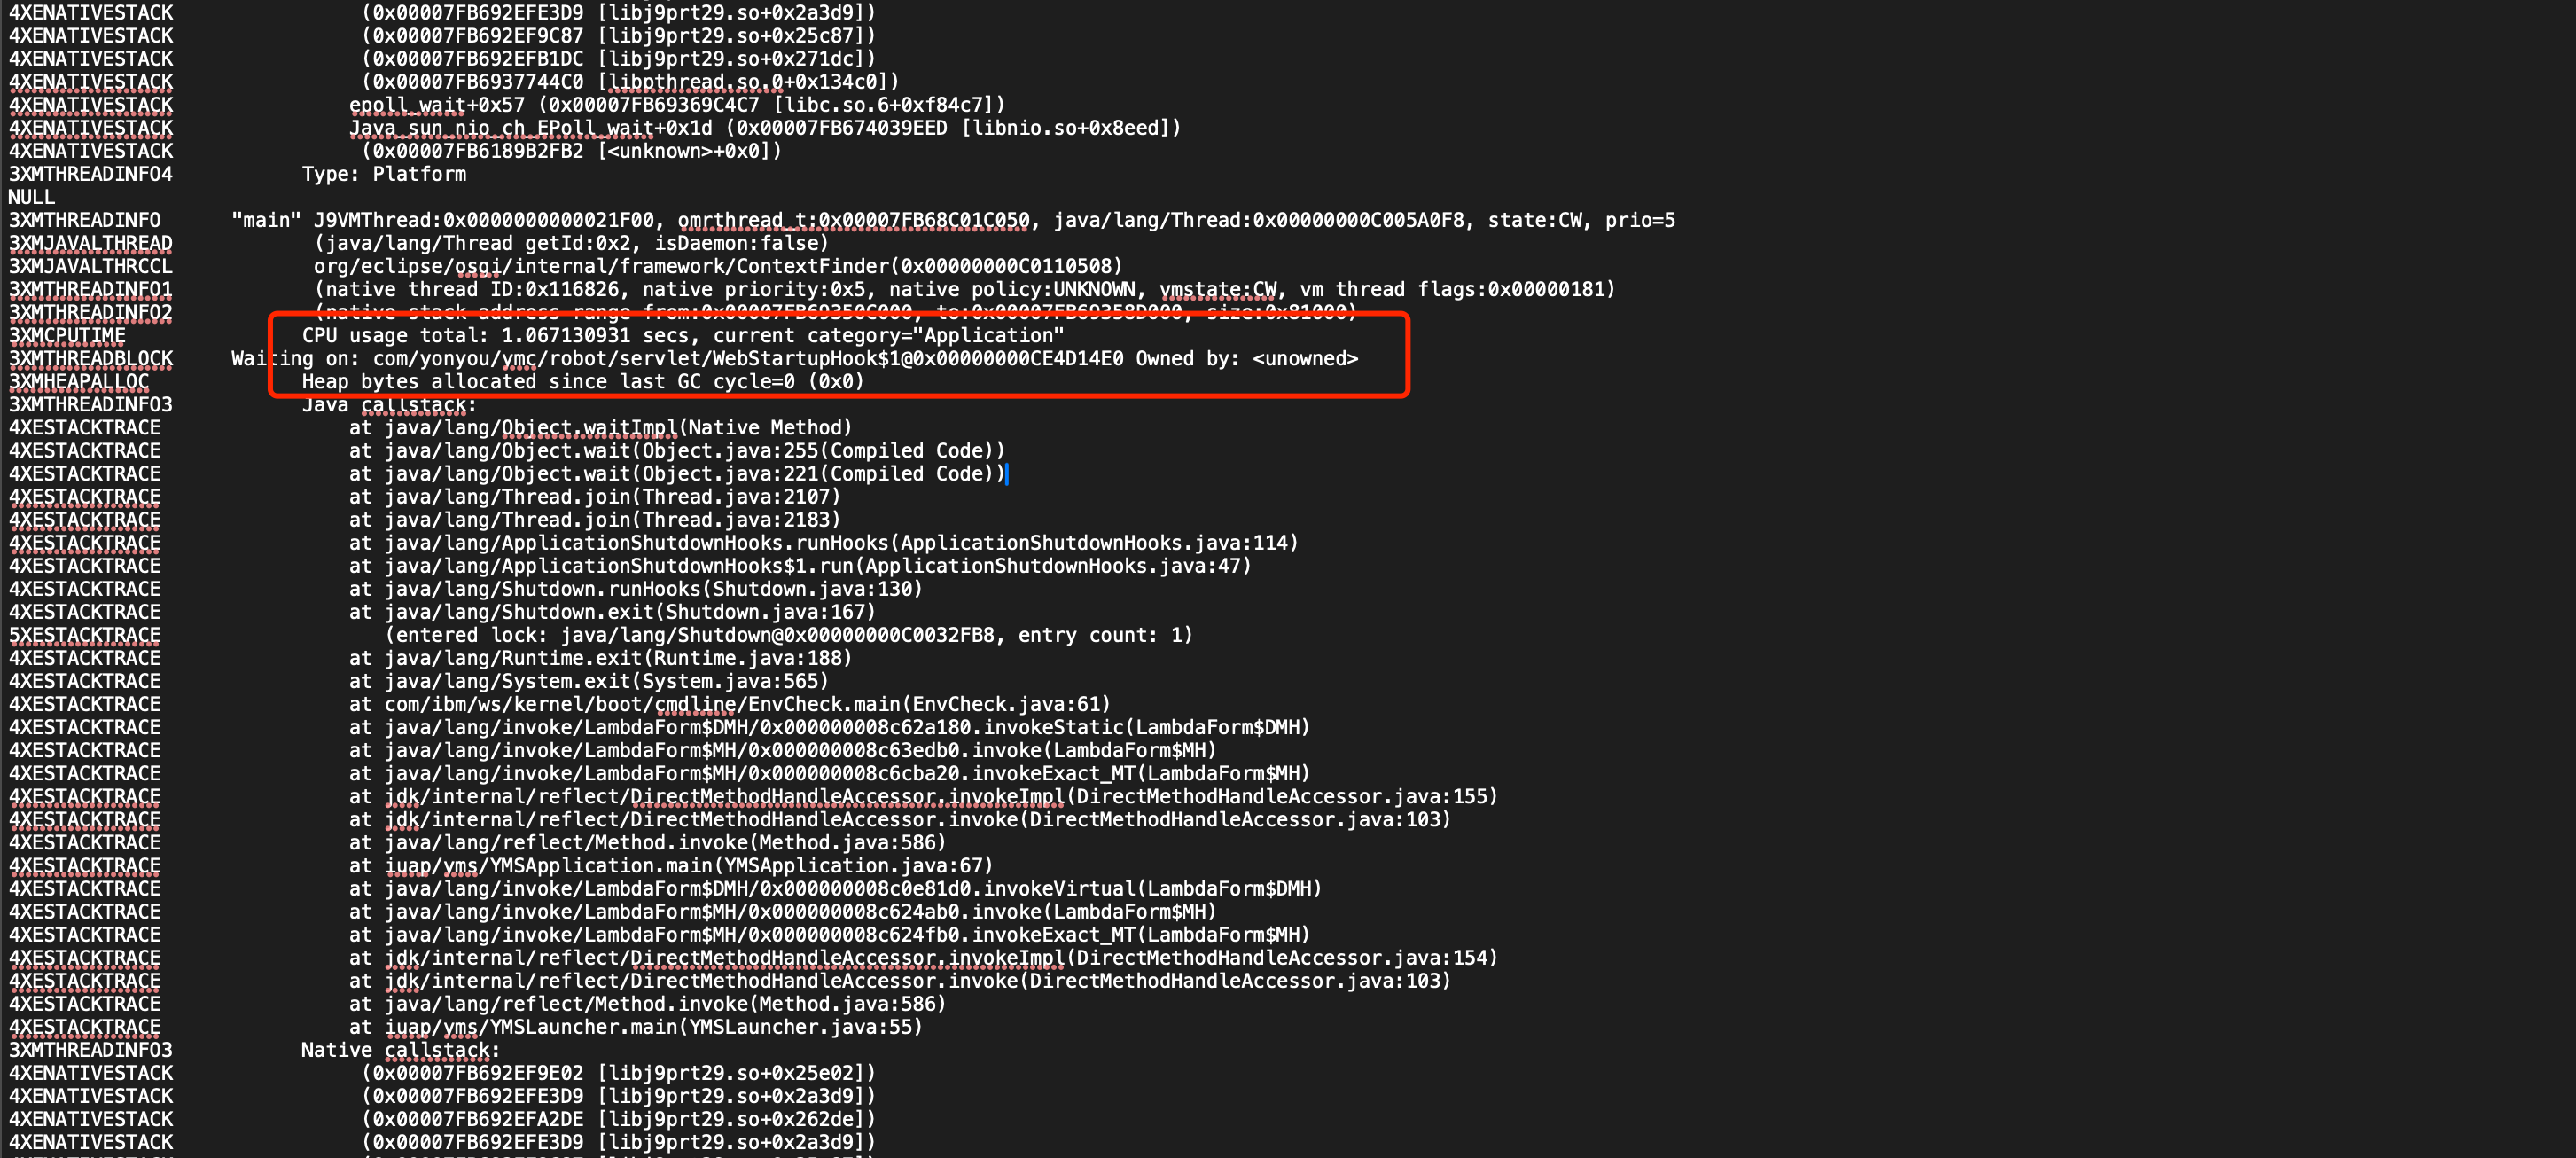 4XENATIVESTACK (0x00007FB692EFE3D9 [libj9prt29.so+0x2a3d9])
4XENATIVESTACK (0x00007FB692EF9C87 [libj9prt29.so+0x25c87])
4XENATIVESTACK (0x00007FB692EFB1DC [libj9prt29.so+0x271dc])
4XENATIVESTACK (0x00007FB6937744C0 [libpthread.so.0+0x134c0])
4XENATIVESTACK epoll_wait+0x57 (0x00007FB69369C4C7 [libc.so.6+0xf84c7])
4XENATIVESTACK Java_sun_nio_ch_EPoll_wait+0x1d (0x00007FB674039EED [libnio.so+0x8eed])
4XENATIVESTACK (0x00007FB6189B2FB2 [<unknown>+0x0])
3XMTHREADINFO4 Type: Platform
NULL
3XMTHREADINFO "main" J9VMThread:0x0000000000021F00, omrthread_t:0x00007FB68C01C050, java/lang/Thread:0x00000000C005A0F8, state:CW, prio=5
3XMJAVALTHREAD (java/lang/Thread getId:0x2, isDaemon:false)
3XMJAVALTHRCCL org/eclipse/osgi/internal/framework/ContextFinder(0x00000000C0110508)
3XMTHREADINFO1 (native thread ID:0x116826, native priority:0x5, native policy:UNKNOWN, vmstate:CW, vm thread flags:0x00000181)
3XMTHREADINFO2 (native stack address range from:0x00007FB69350C000, to:0x00007FB69358D000, size:0x81000)
3XMCPUTIME CPU usage total: 1.067130931 secs, current category="Application"
3XMTHREADBLOCK Waiting on: com/yonyou/ymc/robot/servlet/WebStartupHook$1@0x00000000CE4D14E0 Owned by: <unowned>
3XMHEAPALLOC Heap bytes allocated since last GC cycle=0 (0x0)
3XMTHREADINFO3 Java callstack:
4XESTACKTRACE at java/lang/Object.waitImpl(Native Method)
4XESTACKTRACE at java/lang/Object.wait(Object.java:255(Compiled Code))
4XESTACKTRACE at java/lang/Object.wait(Object.java:221(Compiled Code))
4XESTACKTRACE at java/lang/Thread.join(Thread.java:2107)
4XESTACKTRACE at java/lang/Thread.join(Thread.java:2183)
4XESTACKTRACE at java/lang/ApplicationShutdownHooks.runHooks(ApplicationShutdownHooks.java:114)
4XESTACKTRACE at java/lang/ApplicationShutdownHooks$1.run(ApplicationShutdownHooks.java:47)
4XESTACKTRACE at java/lang/Shutdown.runHooks(Shutdown.java:130)
4XESTACKTRACE at java/lang/Shutdown.exit(Shutdown.java:167)
5XESTACKTRACE (entered lock: java/lang/Shutdown@0x00000000C0032FB8, entry count: 1)
4XESTACKTRACE at java/lang/Runtime.exit(Runtime.java:188)
4XESTACKTRACE at java/lang/System.exit(System.java:565)
4XESTACKTRACE at com/ibm/ws/kernel/boot/cmdline/EnvCheck.main(EnvCheck.java:61)
4XESTACKTRACE at java/lang/invoke/LambdaForm$DMH/0x000000008c62a180.invokeStatic(LambdaForm$DMH)
4XESTACKTRACE at java/lang/invoke/LambdaForm$MH/0x000000008c63edb0.invoke(LambdaForm$MH)
4XESTACKTRACE at java/lang/invoke/LambdaForm$MH/0x000000008c6cba20.invokeExact_MT(LambdaForm$MH)
4XESTACKTRACE at jdk/internal/reflect/DirectMethodHandleAccessor.invokeImpl(DirectMethodHandleAccessor.java:155)
4XESTACKTRACE at jdk/internal/reflect/DirectMethodHandleAccessor.invoke(DirectMethodHandleAccessor.java:103)
4XESTACKTRACE at java/lang/reflect/Method.invoke(Method.java:586)
4XESTACKTRACE at iuap/yms/YMSApplication.main(YMSApplication.java:67)
4XESTACKTRACE at java/lang/invoke/LambdaForm$DMH/0x000000008c0e81d0.invokeVirtual(LambdaForm$DMH)
4XESTACKTRACE at java/lang/invoke/LambdaForm$MH/0x000000008c624ab0.invoke(LambdaForm$MH)
4XESTACKTRACE at java/lang/invoke/LambdaForm$MH/0x000000008c624fb0.invokeExact_MT(LambdaForm$MH)
4XESTACKTRACE at jdk/internal/reflect/DirectMethodHandleAccessor.invokeImpl(DirectMethodHandleAccessor.java:154)
4XESTACKTRACE at jdk/internal/reflect/DirectMethodHandleAccessor.invoke(DirectMethodHandleAccessor.java:103)
4XESTACKTRACE at java/lang/reflect/Method.invoke(Method.java:586)
4XESTACKTRACE at iuap/yms/YMSLauncher.main(YMSLauncher.java:55)
3XMTHREADINFO3 Native callstack:
4XENATIVESTACK (0x00007FB692EF9E02 [libj9prt29.so+0x25e02])
4XENATIVESTACK (0x00007FB692EFE3D9 [libj9prt29.so+0x2a3d9])
4XENATIVESTACK (0x00007FB692EFA2DE [libj9prt29.so+0x262de])
4XENATIVESTACK (0x00007FB692EFE3D9 [libj9prt29.so+0x2a3d9])